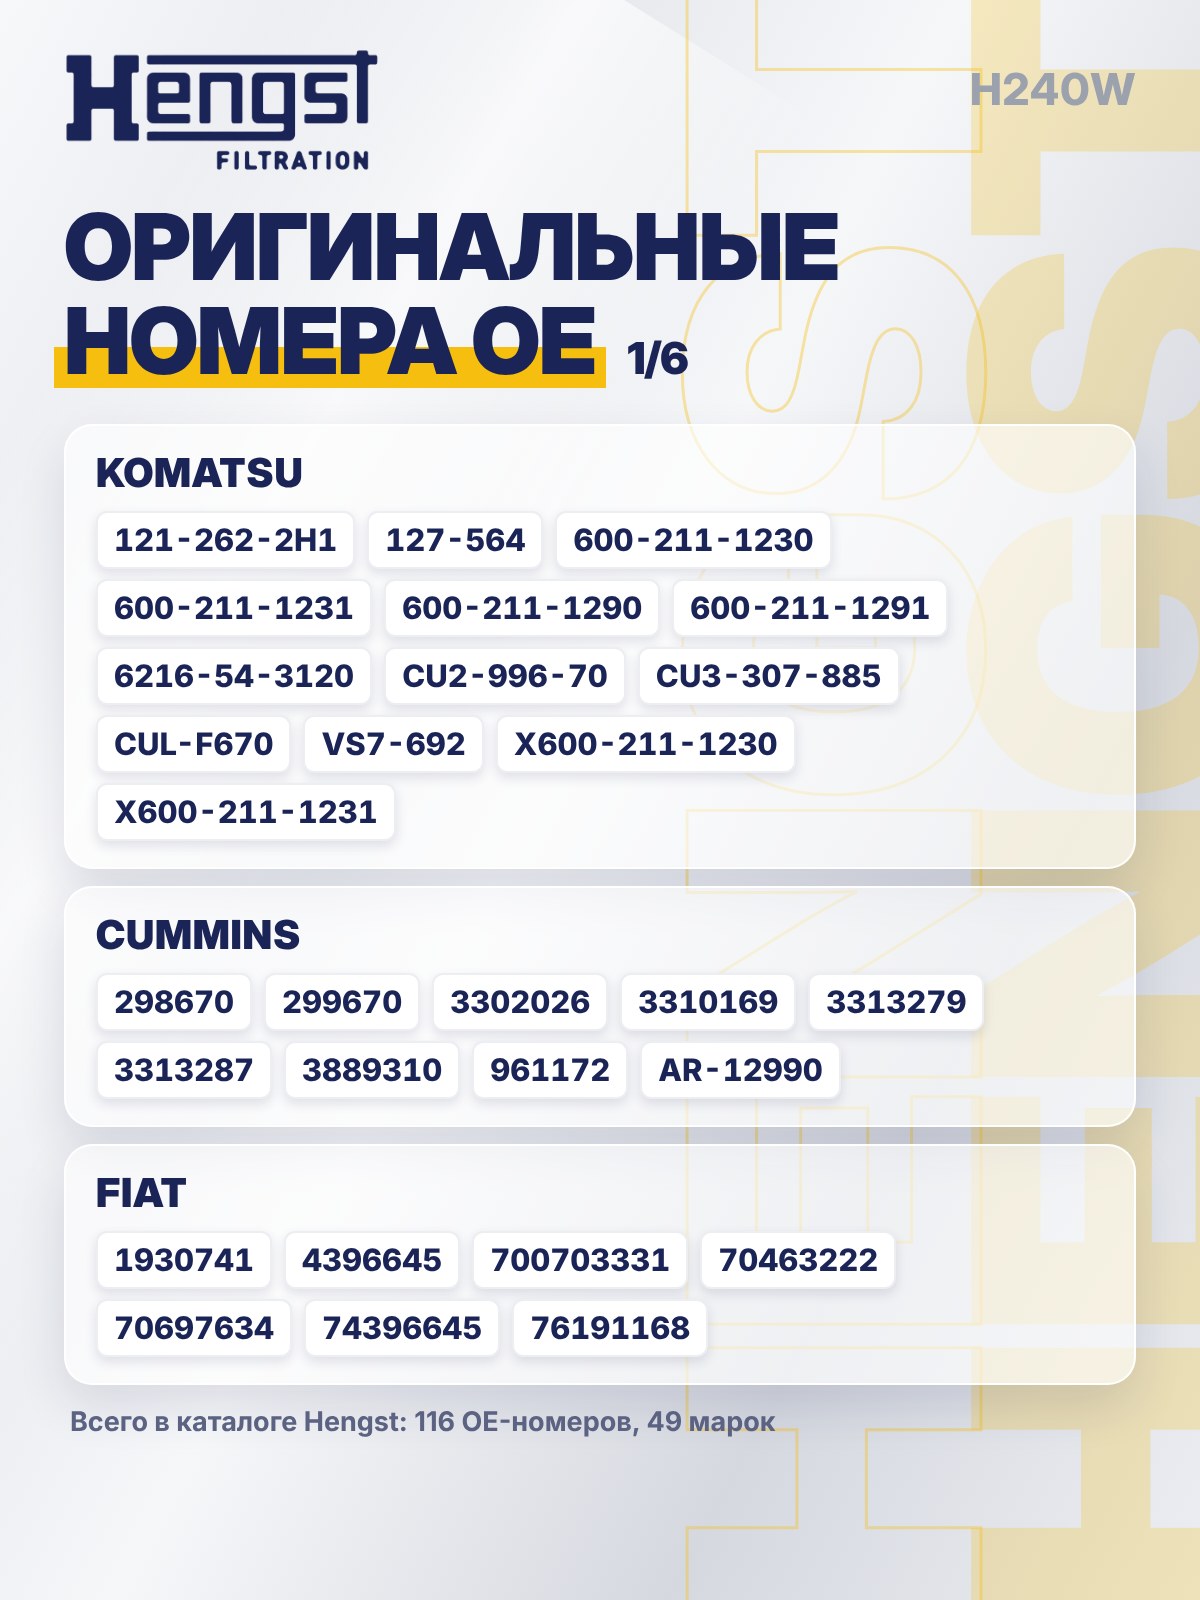 Hengst
FILTRATION
H240W
ОРИГИНАЛЬНЫЕ
НОМЕРА ОЕ 1/6
KOMATSU
121-262-2H1 127-564 600-211-1230
600-211-1231 600-211-1290 600-211-1291
6216-54-3120 CU2-996-70 CU3-307-885
CUL-F670 VS7-692 X600-211-1230
X600-211-1231
CUMMINS
298670 299670 3302026 3310169 3313279
3313287 3889310 961172 AR-12990
FIAT
1930741 4396645 700703331 70463222
70697634 74396645 76191168
Всего в каталоге Hengst: 116 ОЕ-номеров, 49 марок
HENGST
HENGST